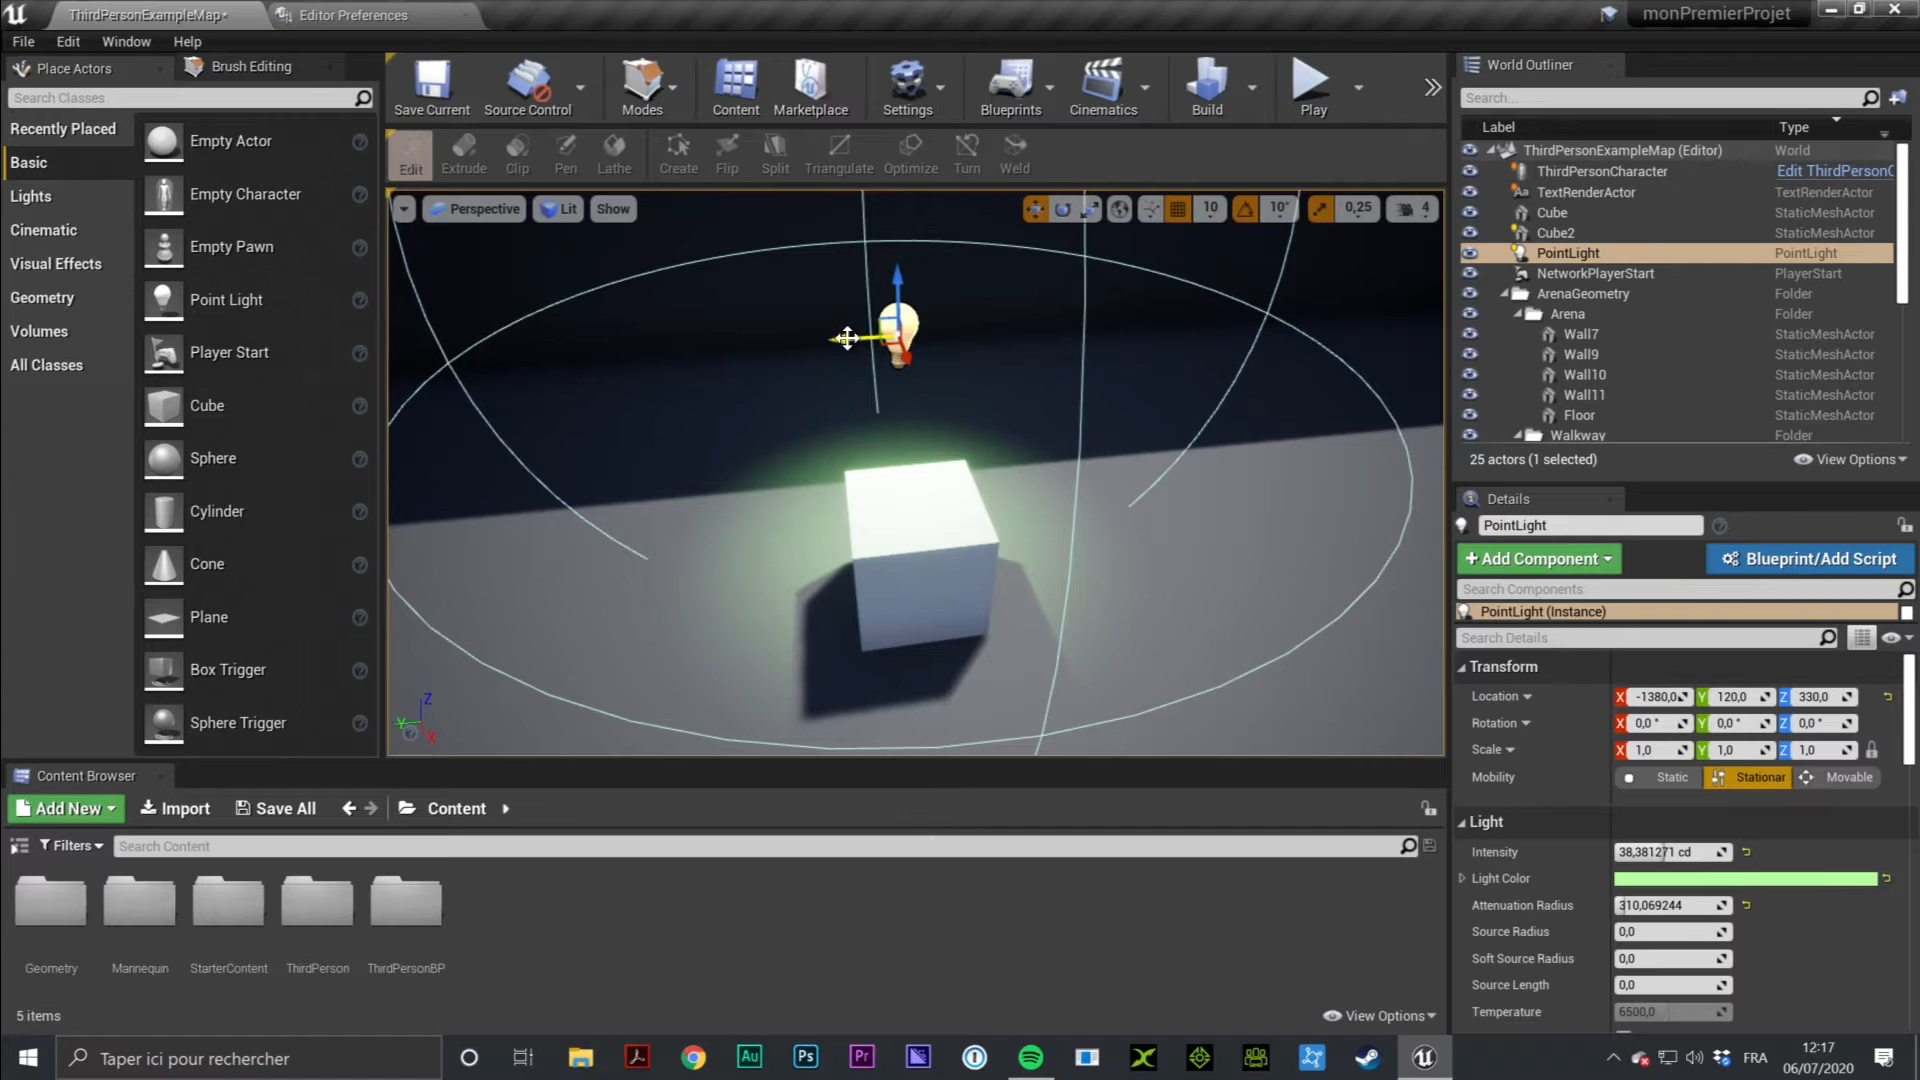 ThirdPersonExampleMap*
Editor Preferences
monPremierProjet
File Edit Window Help
Place Actors
Brush Editing
Search Classes
Recently Placed
Basic
Lights
Cinematic
Visual Effects
Geometry
Volumes
All Classes
Empty Actor
Empty Character
Empty Pawn
Point Light
Player Start
Cube
Sphere
Cylinder
Cone
Plane
Box Trigger
Sphere Trigger
Save Current Source Control Modes Content Marketplace Settings Blueprints Cinematics Build Play
Edit Extrude Clip Pen Lathe Create Flip Split Triangulate Optimize Turn Weld
Perspective Lit Show
10 10° 0,25 4
Z
Y
X
World Outliner
Search...
Label Type
ThirdPersonExampleMap (Editor) World
ThirdPersonCharacter Edit ThirdPersonC
TextRenderActor TextRenderActor
Cube StaticMeshActor
Cube2 StaticMeshActor
PointLight PointLight
NetworkPlayerStart PlayerStart
ArenaGeometry Folder
Arena Folder
Wall7 StaticMeshActor
Wall9 StaticMeshActor
Wall10 StaticMeshActor
Wall11 StaticMeshActor
Floor StaticMeshActor
Walkway Folder
25 actors (1 selected) View Options
Details
PointLight
+ Add Component Blueprint/Add Script
Search Components
PointLight (Instance)
Search Details
Transform
Location X -1380,0 Y 120,0 Z 330,0
Rotation X 0,0 ° Y 0,0 ° Z 0,0 °
Scale X 1,0 Y 1,0 Z 1,0
Mobility Static Stationar Movable
Light
Intensity 38,381271 cd
Light Color
Attenuation Radius 310,069244
Source Radius 0,0
Soft Source Radius 0,0
Source Length 0,0
Temperature 6500,0
Content Browser
Add New Import Save All Content
Filters Search Content
Geometry Mannequin StarterContent ThirdPerson ThirdPersonBP
5 items View Options
Taper ici pour rechercher
Au Ps Pr
FRA
12:17
06/07/2020